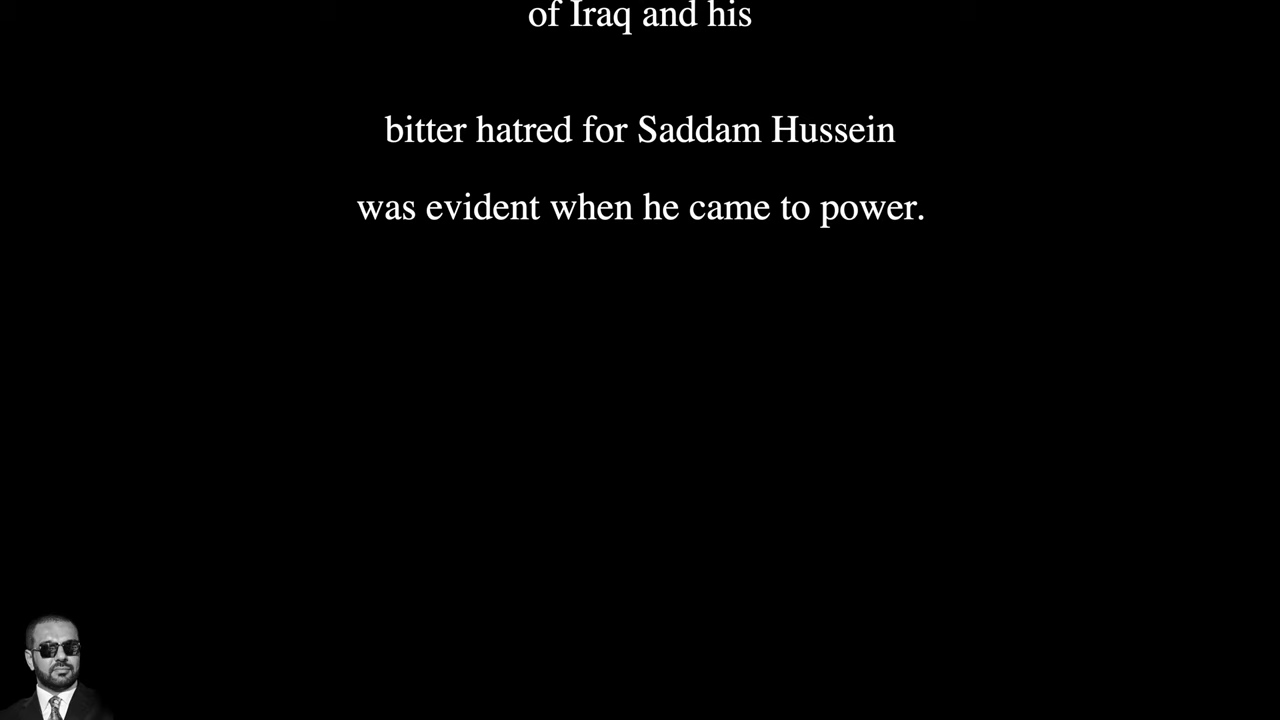 of Iraq and his
bitter hatred for Saddam Hussein
was evident when he came to power.